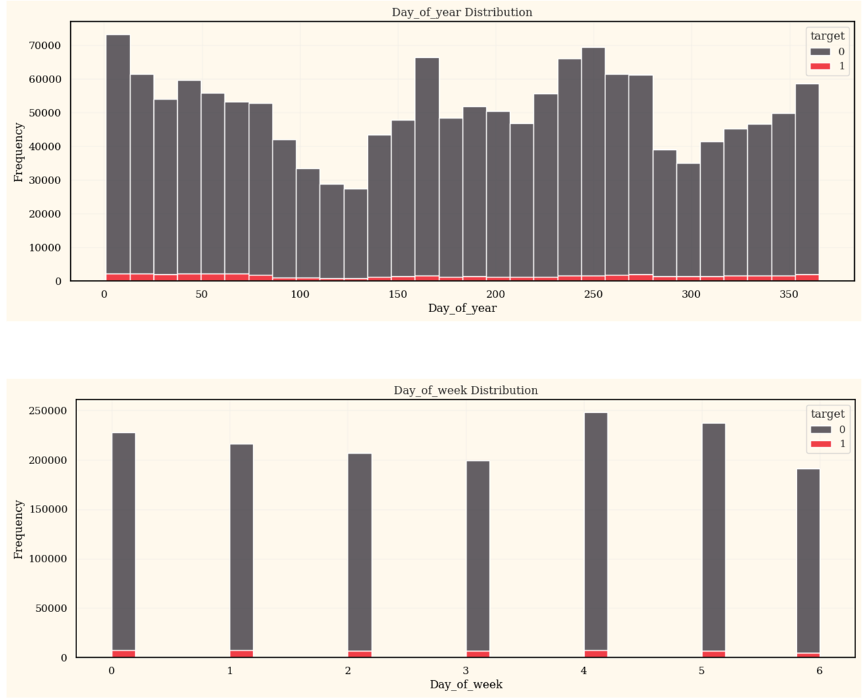 Day_of_year Distribution
target
0
1
70000
60000
50000
40000
30000
20000
10000
0
Frequency
0 50 100 150 200 250 300 350
Day_of_year
Day_of_week Distribution
target
0
1
250000
200000
150000
100000
50000
0
Frequency
0 1 2 3 4 5 6
Day_of_week